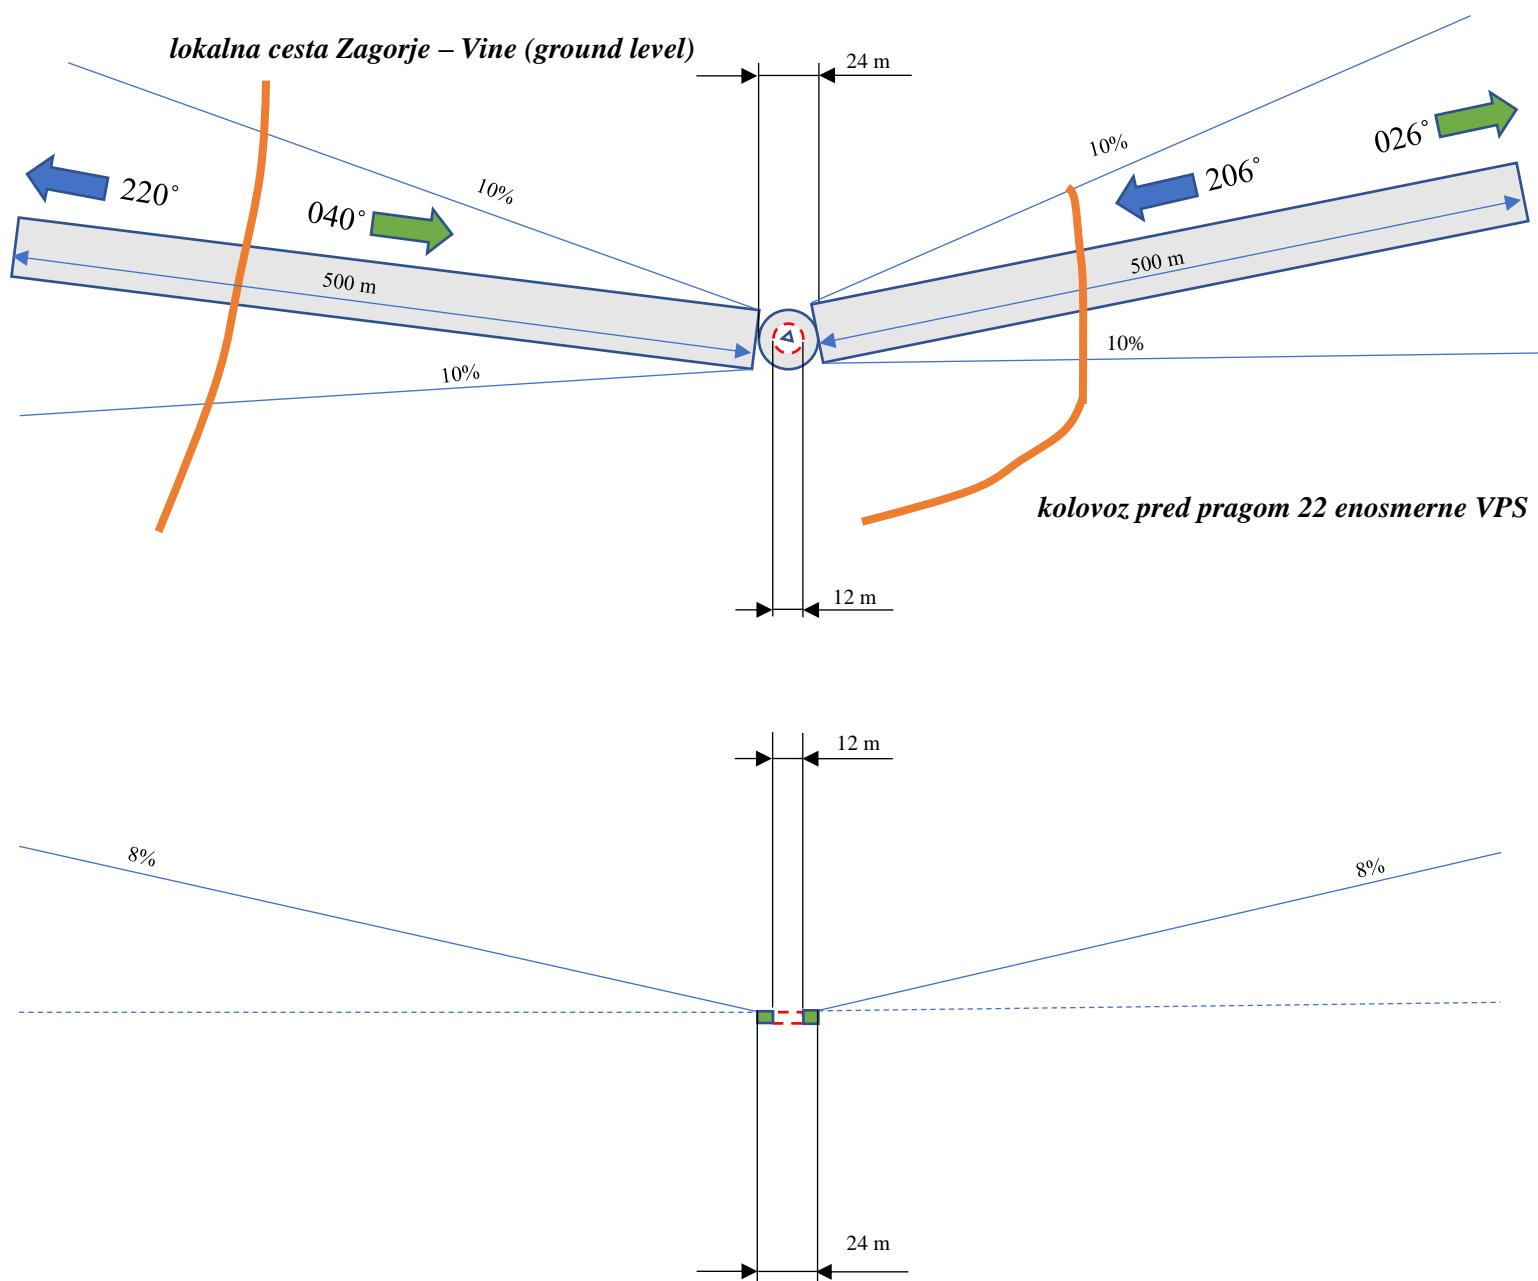 lokalna cesta Zagorje – Vine (ground level)
24 m
10%
026°
206°
220°
040°
10%
500 m
500 m
10%
10%
kolovoz pred pragom 22 enosmerne VPS
12 m
12 m
8%
8%
24 m